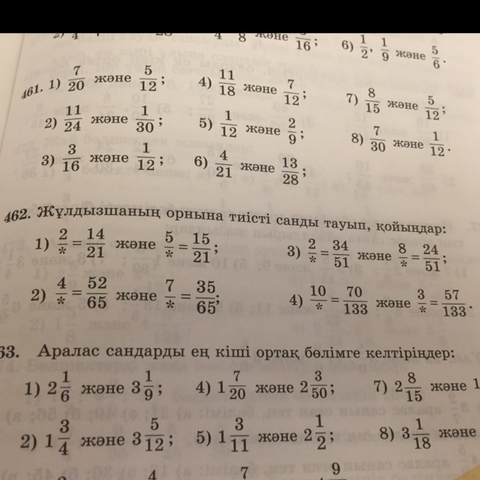 6) 1/2, 1/9 және 5/6.
461. 1) 7/20 және 5/12; 4) 11/18 және 7/12; 7) 8/15 және 5/12;
2) 11/24 және 1/30; 5) 1/12 және 2/9; 8) 7/30 және 1/12.
3) 3/16 және 1/12; 6) 4/21 және 13/28;
462. Жұлдызшаның орнына тиісті санды тауып, қойыңдар:
1) 2/* = 14/21 және 5/* = 15/21; 3) 2/* = 34/51 және 8/* = 24/51;
2) 4/* = 52/65 және 7/* = 35/65; 4) 10/* = 70/133 және 3/* = 57/133.
63. Аралас сандарды ең кіші ортақ бөлімге келтіріңдер:
1) 2 1/6 және 3 1/9; 4) 1 7/20 және 2 3/50; 7) 2 8/15 және 1
2) 1 3/4 және 3 5/12; 5) 1 3/11 және 2 1/2; 8) 3 1/18 және